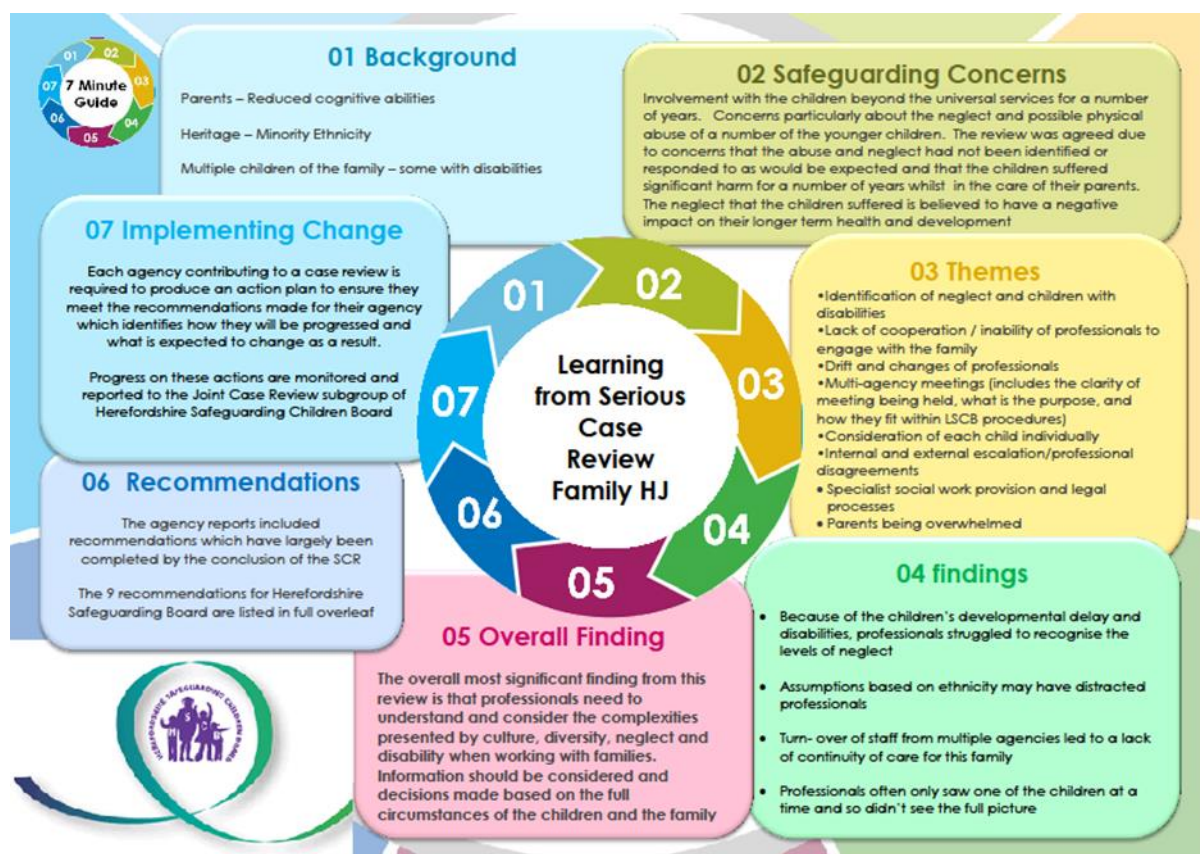 01
02
03
04
05
06
07
7 Minute
Guide
01 Background
Parents – Reduced cognitive abilities
Heritage – Minority Ethnicity
Multiple children of the family – some with disabilities
02 Safeguarding Concerns
Involvement with the children beyond the universal services for a number
of years. Concerns particularly about the neglect and possible physical
abuse of a number of the younger children. The review was agreed due
to concerns that the abuse and neglect had not been identified or
responded to as would be expected and that the children suffered
significant harm for a number of years whilst in the care of their parents.
The neglect that the children suffered is believed to have a negative
impact on their longer term health and development
03 Themes
•Identification of neglect and children with
disabilities
•Lack of cooperation / inability of professionals to
engage with the family
•Drift and changes of professionals
•Multi-agency meetings (includes the clarity of
meeting being held, what is the purpose, and
how they fit within LSCB procedures)
•Consideration of each child individually
•Internal and external escalation/professional
disagreements
• Specialist social work provision and legal
processes
• Parents being overwhelmed
04 findings
• Because of the children's developmental delay and
disabilities, professionals struggled to recognise the
levels of neglect
• Assumptions based on ethnicity may have distracted
professionals
• Turn- over of staff from multiple agencies led to a lack
of continuity of care for this family
• Professionals often only saw one of the children at a
time and so didn't see the full picture
05 Overall Finding
The overall most significant finding from this
review is that professionals need to
understand and consider the complexities
presented by culture, diversity, neglect and
disability when working with families.
Information should be considered and
decisions made based on the full
circumstances of the children and the family
06 Recommendations
The agency reports included
recommendations which have largely been
completed by the conclusion of the SCR
The 9 recommendations for Herefordshire
Safeguarding Board are listed in full overleaf
07 Implementing Change
Each agency contributing to a case review is
required to produce an action plan to ensure they
meet the recommendations made for their agency
which identifies how they will be progressed and
what is expected to change as a result.
Progress on these actions are monitored and
reported to the Joint Case Review subgroup of
Herefordshire Safeguarding Children Board
01
02
03
04
05
06
07
Learning
from Serious
Case
Review
Family HJ
HEREFORDSHIRE SAFEGUARDING CHILDREN BOARD
H S C B